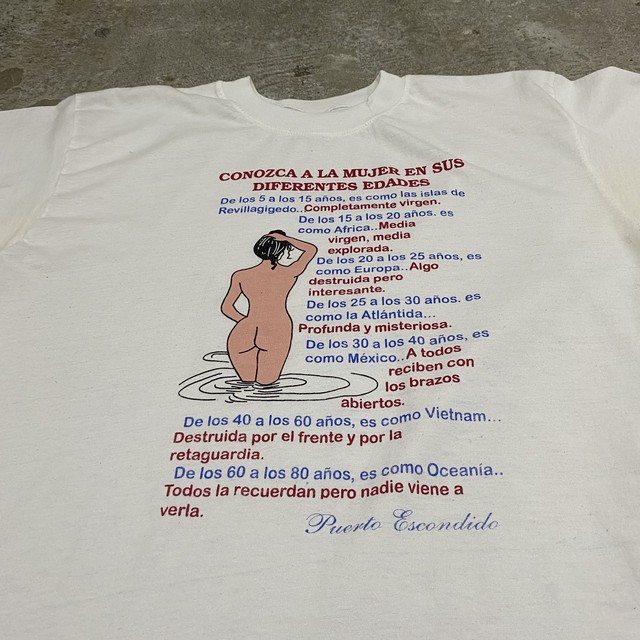 CONOZCA A LA MUJER EN SUS
DIFERENTES EDADES
De los 5 a los 15 años, es como las islas de
Revillagigedo..Completamente virgen.
De los 15 a los 20 años. es
como Africa..Media
virgen, media
explorada.
De los 20 a los 25 años, es
como Europa..Algo
destruida pero
interesante.
De los 25 a los 30 años. es
como la Atlántida...
Profunda y misteriosa.
De los 30 a los 40 años, es
como México..A todos
reciben con
los brazos
abiertos.
De los 40 a los 60 años, es como Vietnam...
Destruida por el frente y por la
retaguardia.
De los 60 a los 80 años, es como Oceanía..
Todos la recuerdan pero nadie viene a
verla.
Puerto Escondido